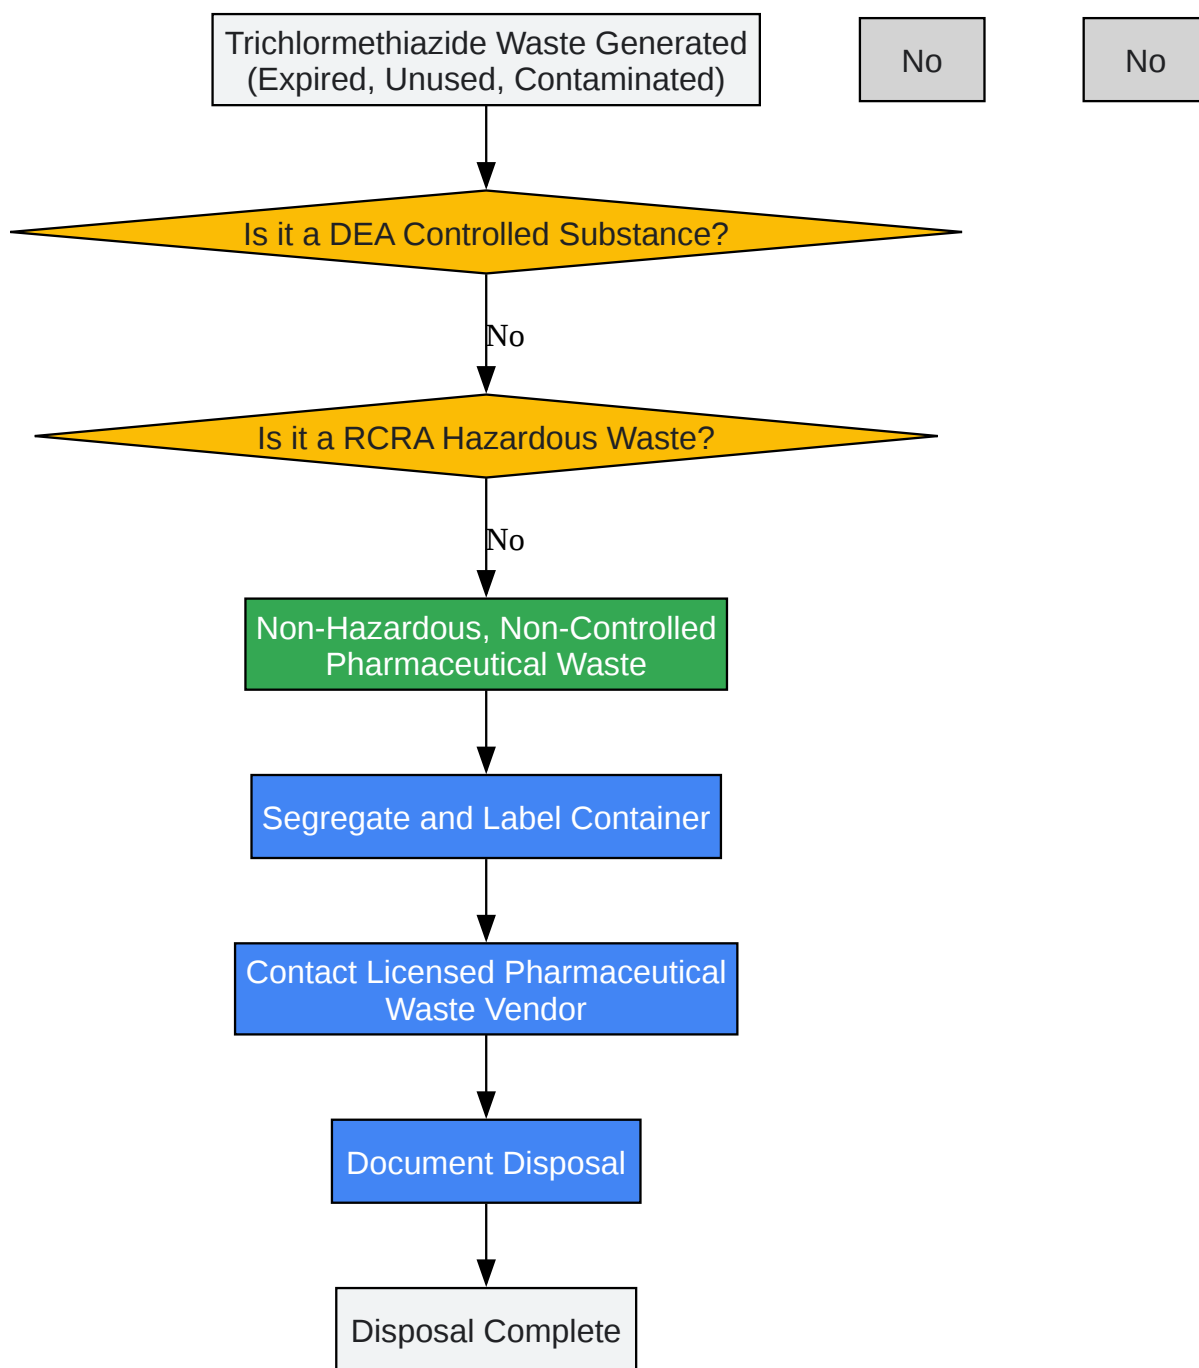 Trichlormethiazide Waste Generated
(Expired, Unused, Contaminated)
No
No
Is it a DEA Controlled Substance?
No
Is it a RCRA Hazardous Waste?
No
Non-Hazardous, Non-Controlled
Pharmaceutical Waste
Segregate and Label Container
Contact Licensed Pharmaceutical
Waste Vendor
Document Disposal
Disposal Complete